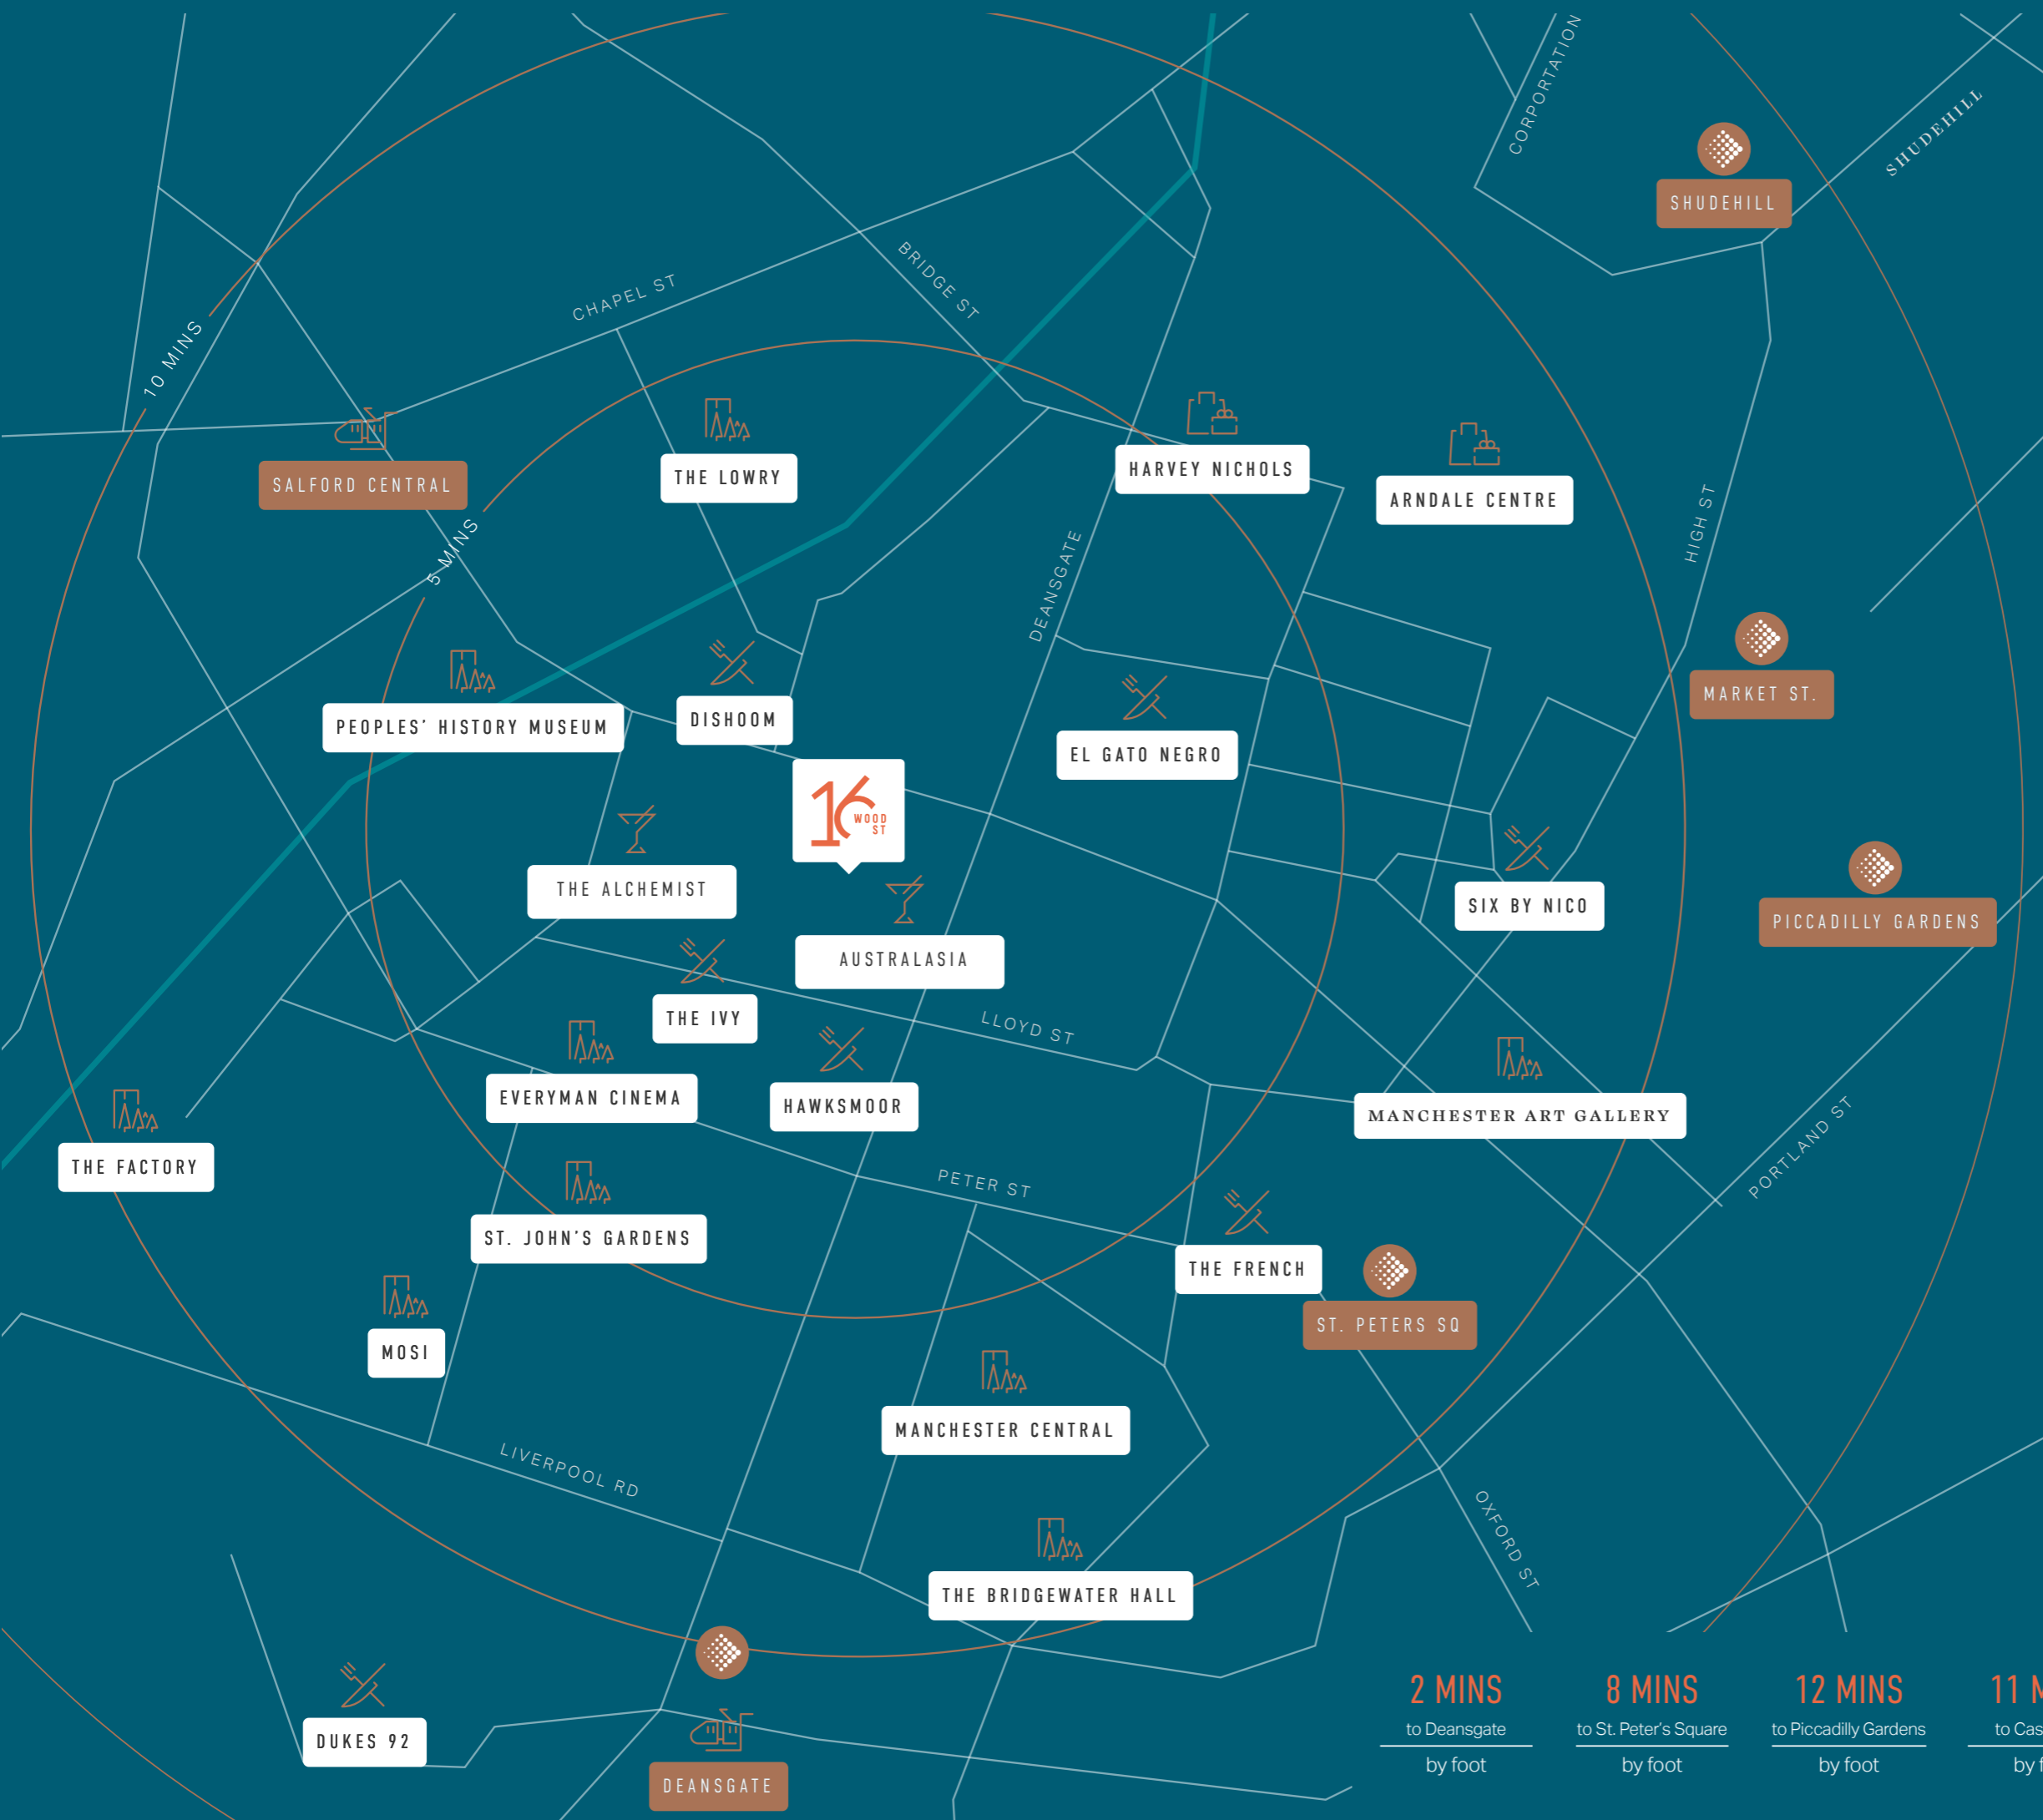 CORPORTATION
SHUDEHILL
SHUDEHILL
BRIDGE ST
CHAPEL ST
10 MINS
SALFORD CENTRAL
THE LOWRY
HARVEY NICHOLS
ARNDALE CENTRE
HIGH ST
5 MINS
DEANSGATE
MARKET ST.
PEOPLES' HISTORY MUSEUM
DISHOOM
EL GATO NEGRO
16
WOOD
ST
THE ALCHEMIST
SIX BY NICO
PICCADILLY GARDENS
AUSTRALASIA
THE IVY
LLOYD ST
EVERYMAN CINEMA
HAWKSMOOR
MANCHESTER ART GALLERY
PORTLAND ST
THE FACTORY
PETER ST
ST. JOHN'S GARDENS
THE FRENCH
ST. PETERS SQ
MOSI
MANCHESTER CENTRAL
LIVERPOOL RD
OXFORD ST
THE BRIDGEWATER HALL
DUKES 92
DEANSGATE
2 MINS
to Deansgate
by foot
8 MINS
to St. Peter's Square
by foot
12 MINS
to Piccadilly Gardens
by foot
11 M
to Cas
by f